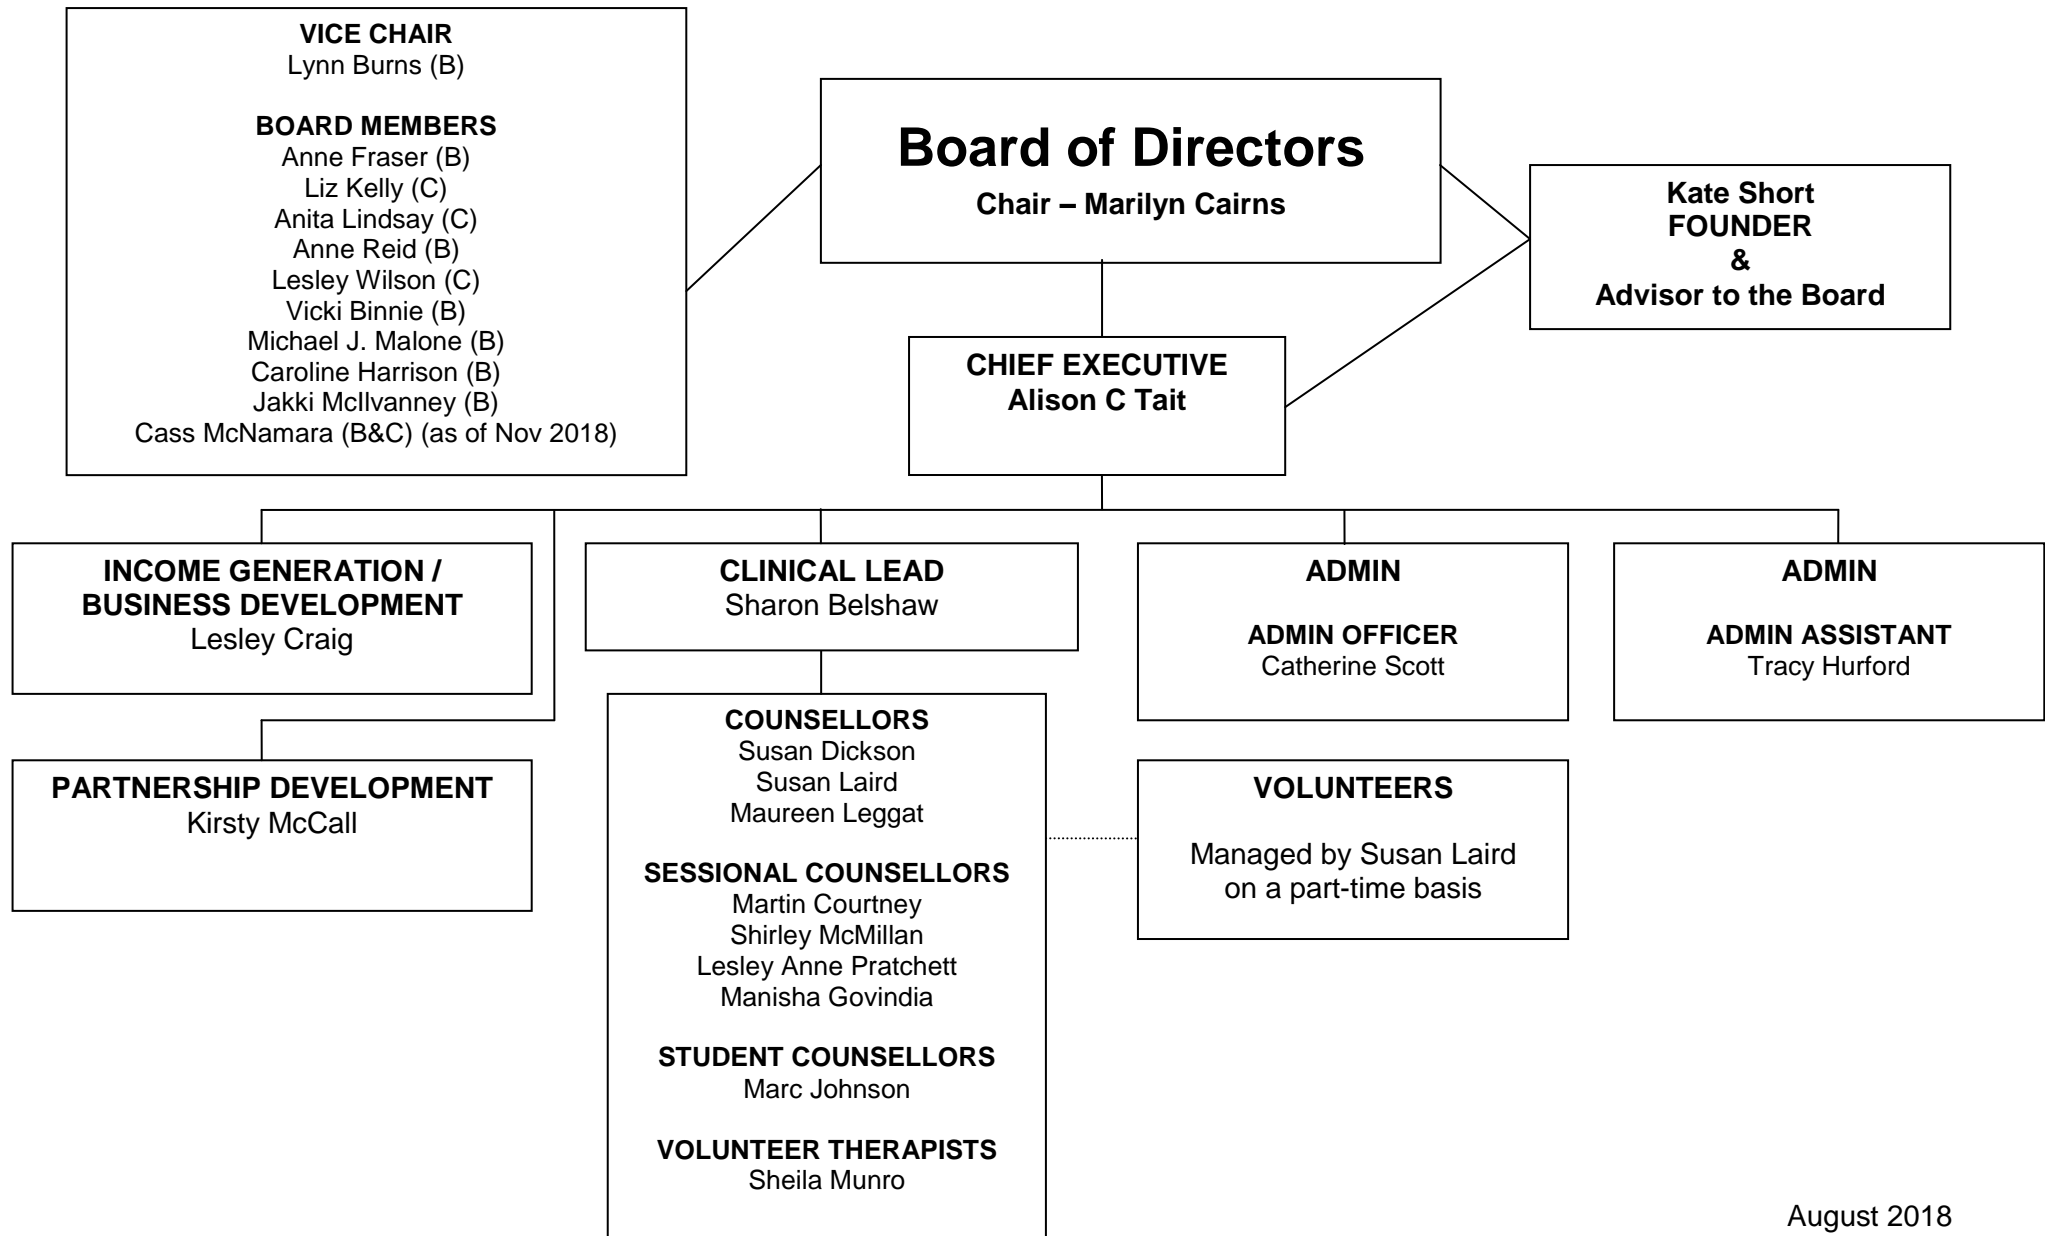 VICE CHAIR
Lynn Burns (B)
BOARD MEMBERS
Anne Fraser (B)
Liz Kelly (C)
Anita Lindsay (C)
Anne Reid (B)
Lesley Wilson (C)
Vicki Binnie (B)
Michael J. Malone (B)
Caroline Harrison (B)
Jakki McIlvanney (B)
Cass McNamara (B&C) (as of Nov 2018)
Board of Directors
Chair – Marilyn Cairns
Kate Short
FOUNDER
&
Advisor to the Board
CHIEF EXECUTIVE
Alison C Tait
INCOME GENERATION /
BUSINESS DEVELOPMENT
Lesley Craig
CLINICAL LEAD
Sharon Belshaw
ADMIN
ADMIN OFFICER
Catherine Scott
ADMIN
ADMIN ASSISTANT
Tracy Hurford
PARTNERSHIP DEVELOPMENT
Kirsty McCall
COUNSELLORS
Susan Dickson
Susan Laird
Maureen Leggat
SESSIONAL COUNSELLORS
Martin Courtney
Shirley McMillan
Lesley Anne Pratchett
Manisha Govindia
STUDENT COUNSELLORS
Marc Johnson
VOLUNTEER THERAPISTS
Sheila Munro
VOLUNTEERS
Managed by Susan Laird
on a part-time basis
August 2018